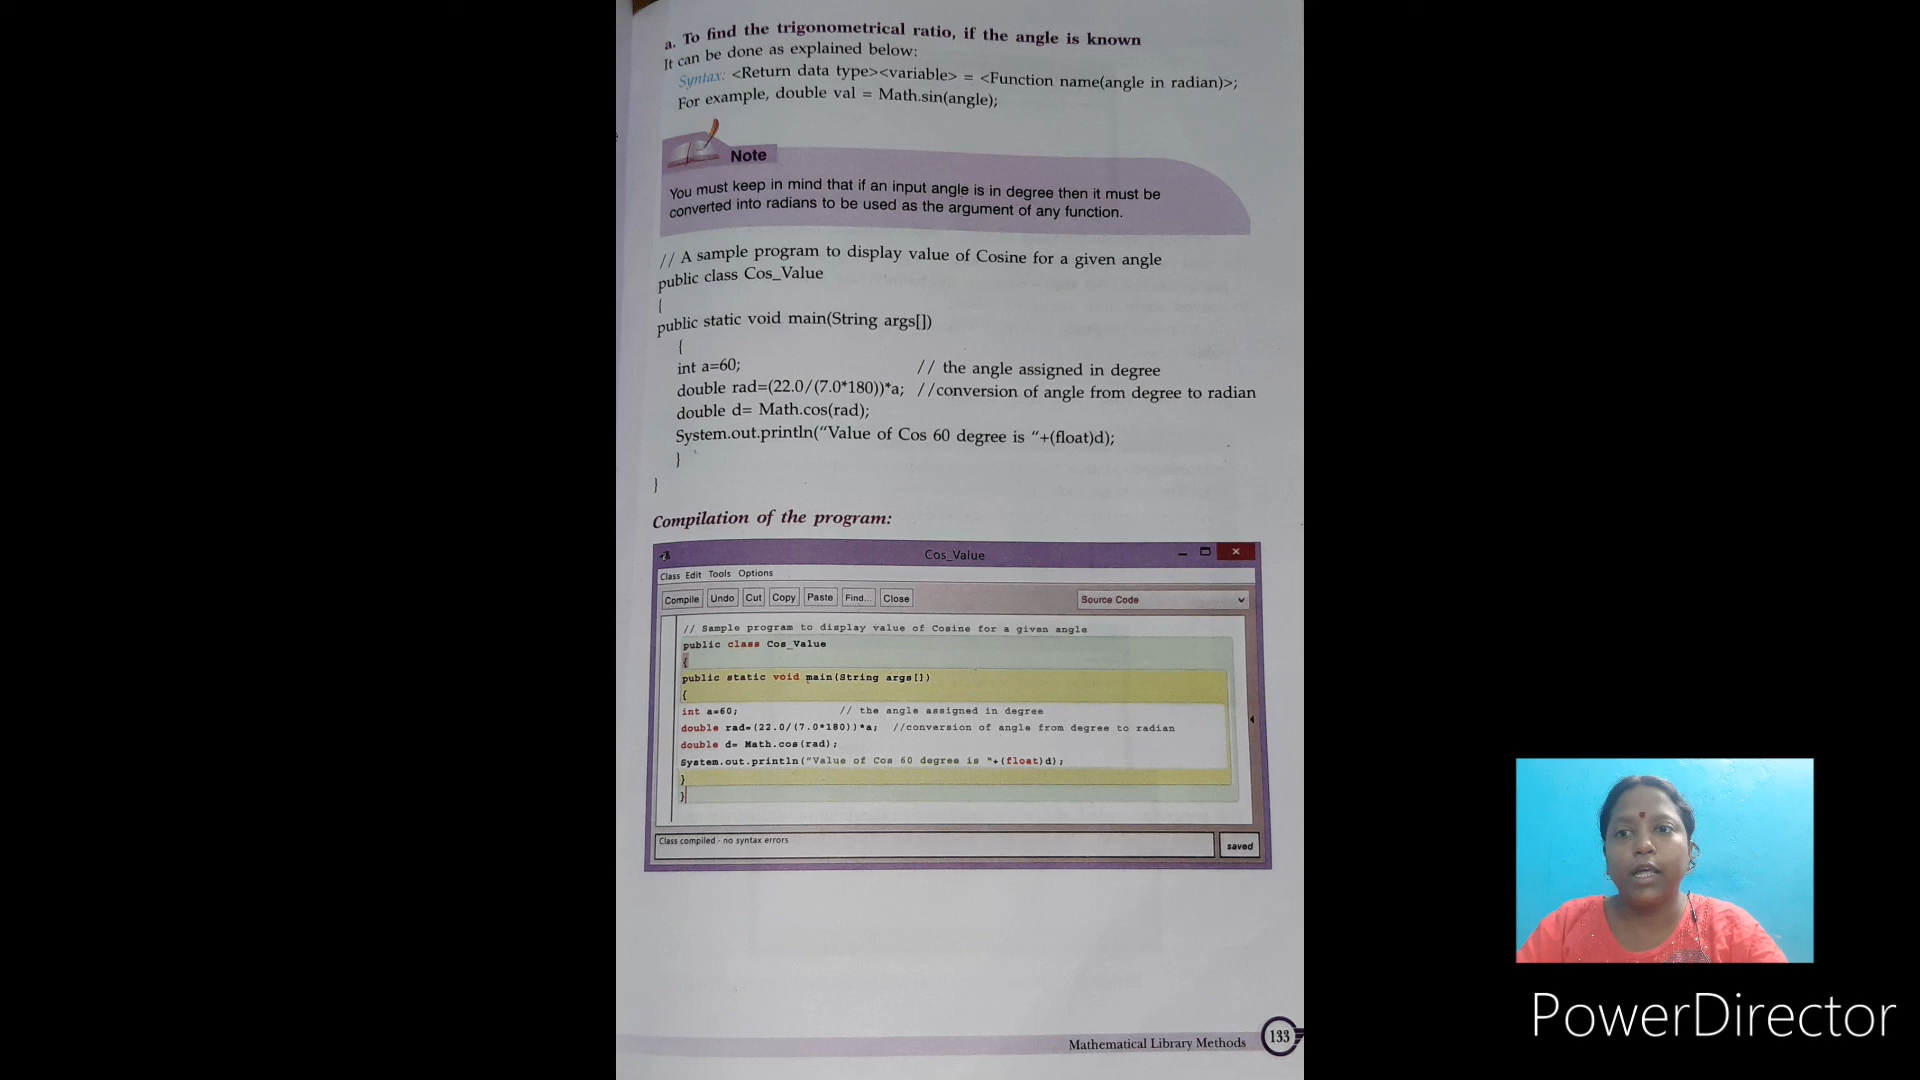 a. To find the trigonometrical ratio, if the angle is known
It can be done as explained below:
Syntax: <Return data type><variable> = <Function name(angle in radian)>;
For example, double val = Math.sin(angle);
Note
You must keep in mind that if an input angle is in degree then it must be
converted into radians to be used as the argument of any function.
// A sample program to display value of Cosine for a given angle
public class Cos_Value
{
public static void main(String args[])
{
int a=60; // the angle assigned in degree
double rad=(22.0/(7.0*180))*a; //conversion of angle from degree to radian
double d= Math.cos(rad);
System.out.println("Value of Cos 60 degree is "+(float)d);
}
}
Compilation of the program:
Cos_Value
Class Edit Tools Options
Compile Undo Cut Copy Paste Find... Close Source Code
// Sample program to display value of Cosine for a given angle
public class Cos_Value
{
public static void main(String args[])
{
int a=60; // the angle assigned in degree
double rad=(22.0/(7.0*180))*a; //conversion of angle from degree to radian
double d= Math.cos(rad);
System.out.println("Value of Cos 60 degree is "+(float)d);
}
}
Class compiled - no syntax errors
saved
Mathematical Library Methods 133
PowerDirector